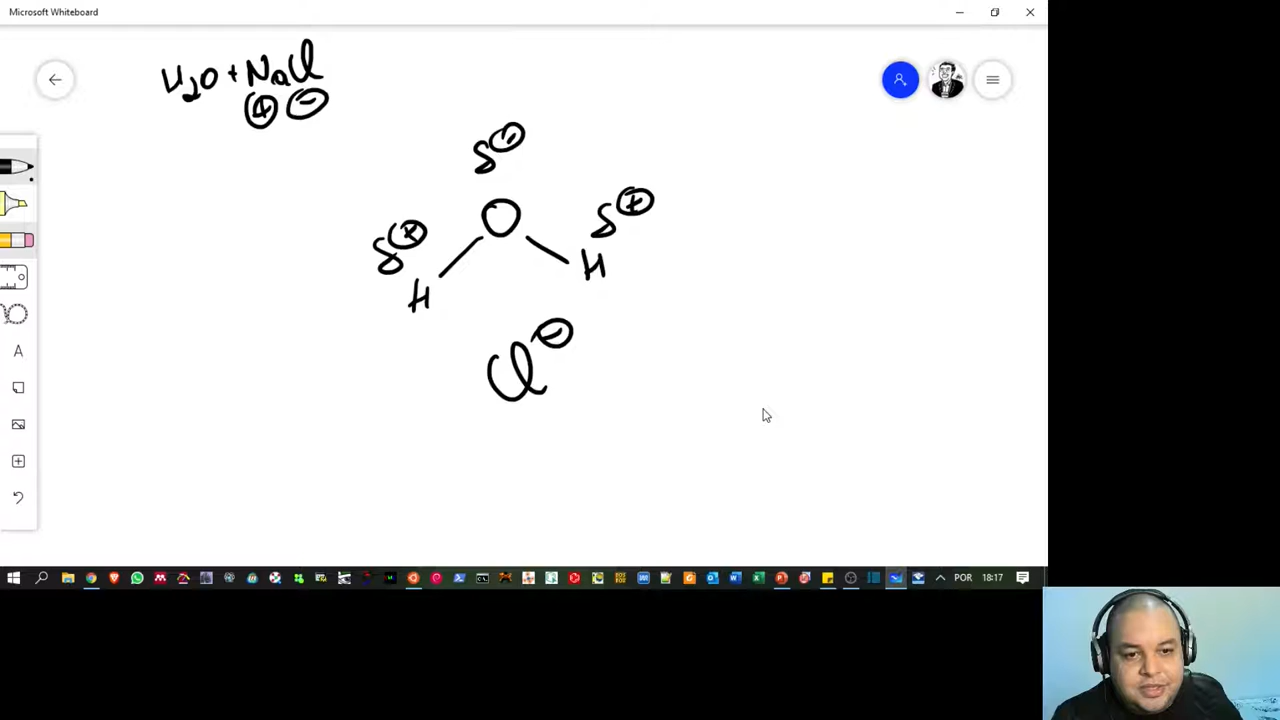 Microsoft Whiteboard
H₂O + NaCl
⊕ ⊖
δ⊖
δ⊕ O δ⊕
H H
Cl⊖
A
POR 18:17